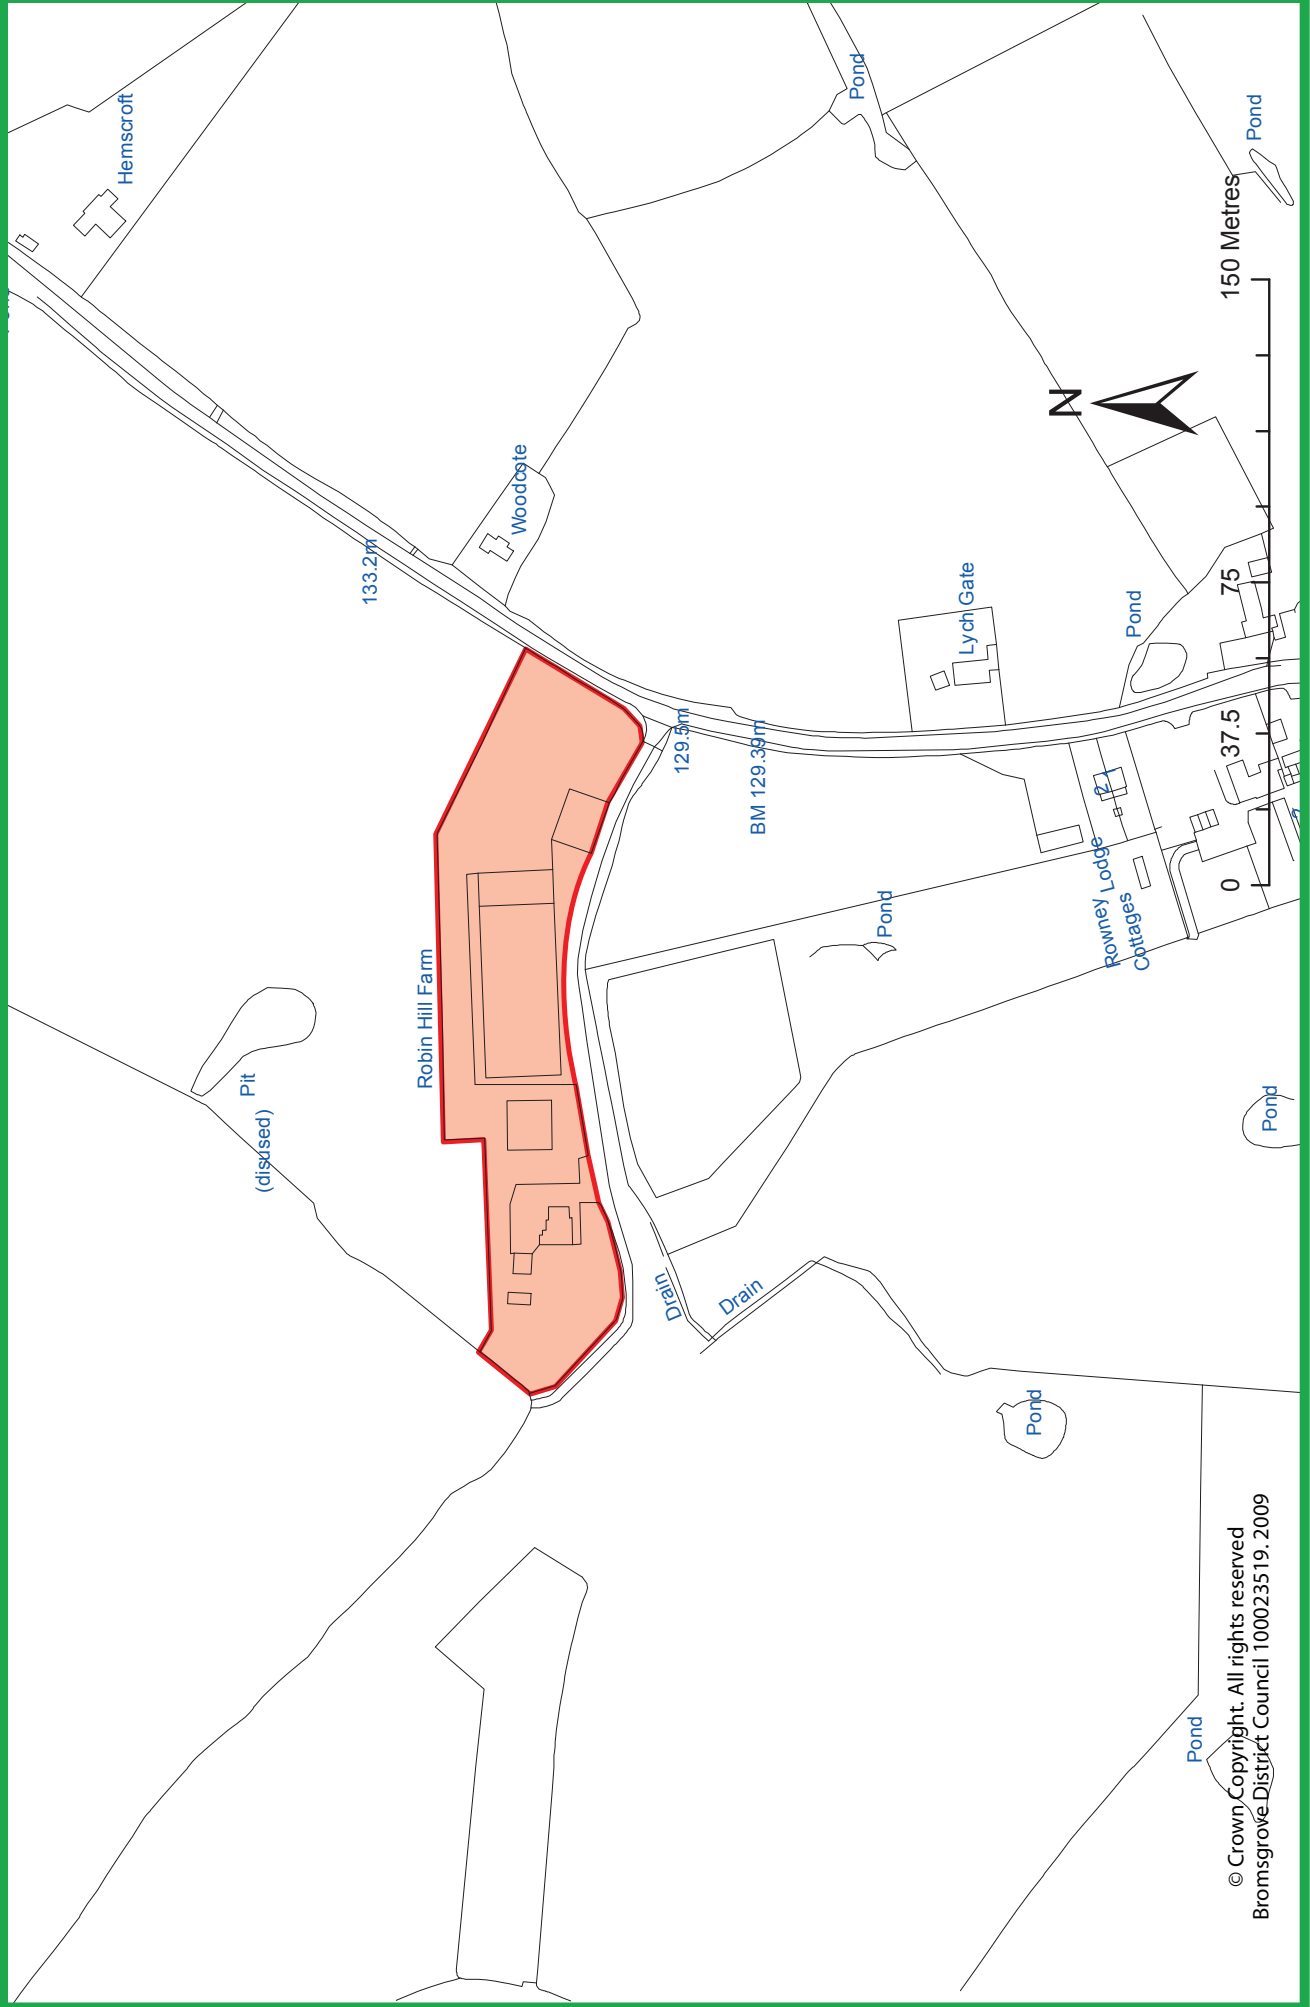 Hemscroft
Pond
Pond
133.2m
Woodcote
Robin Hill Farm
Pit
(disused)
129.5m
BM 129.39m
Lych Gate
Pond
Pond
2
1
Rowney Lodge
Cottages
Drain
Drain
Pond
Pond
Pond
N
0
37.5
75
150 Metres
© Crown Copyright. All rights reserved
Bromsgrove District Council 100023519. 2009